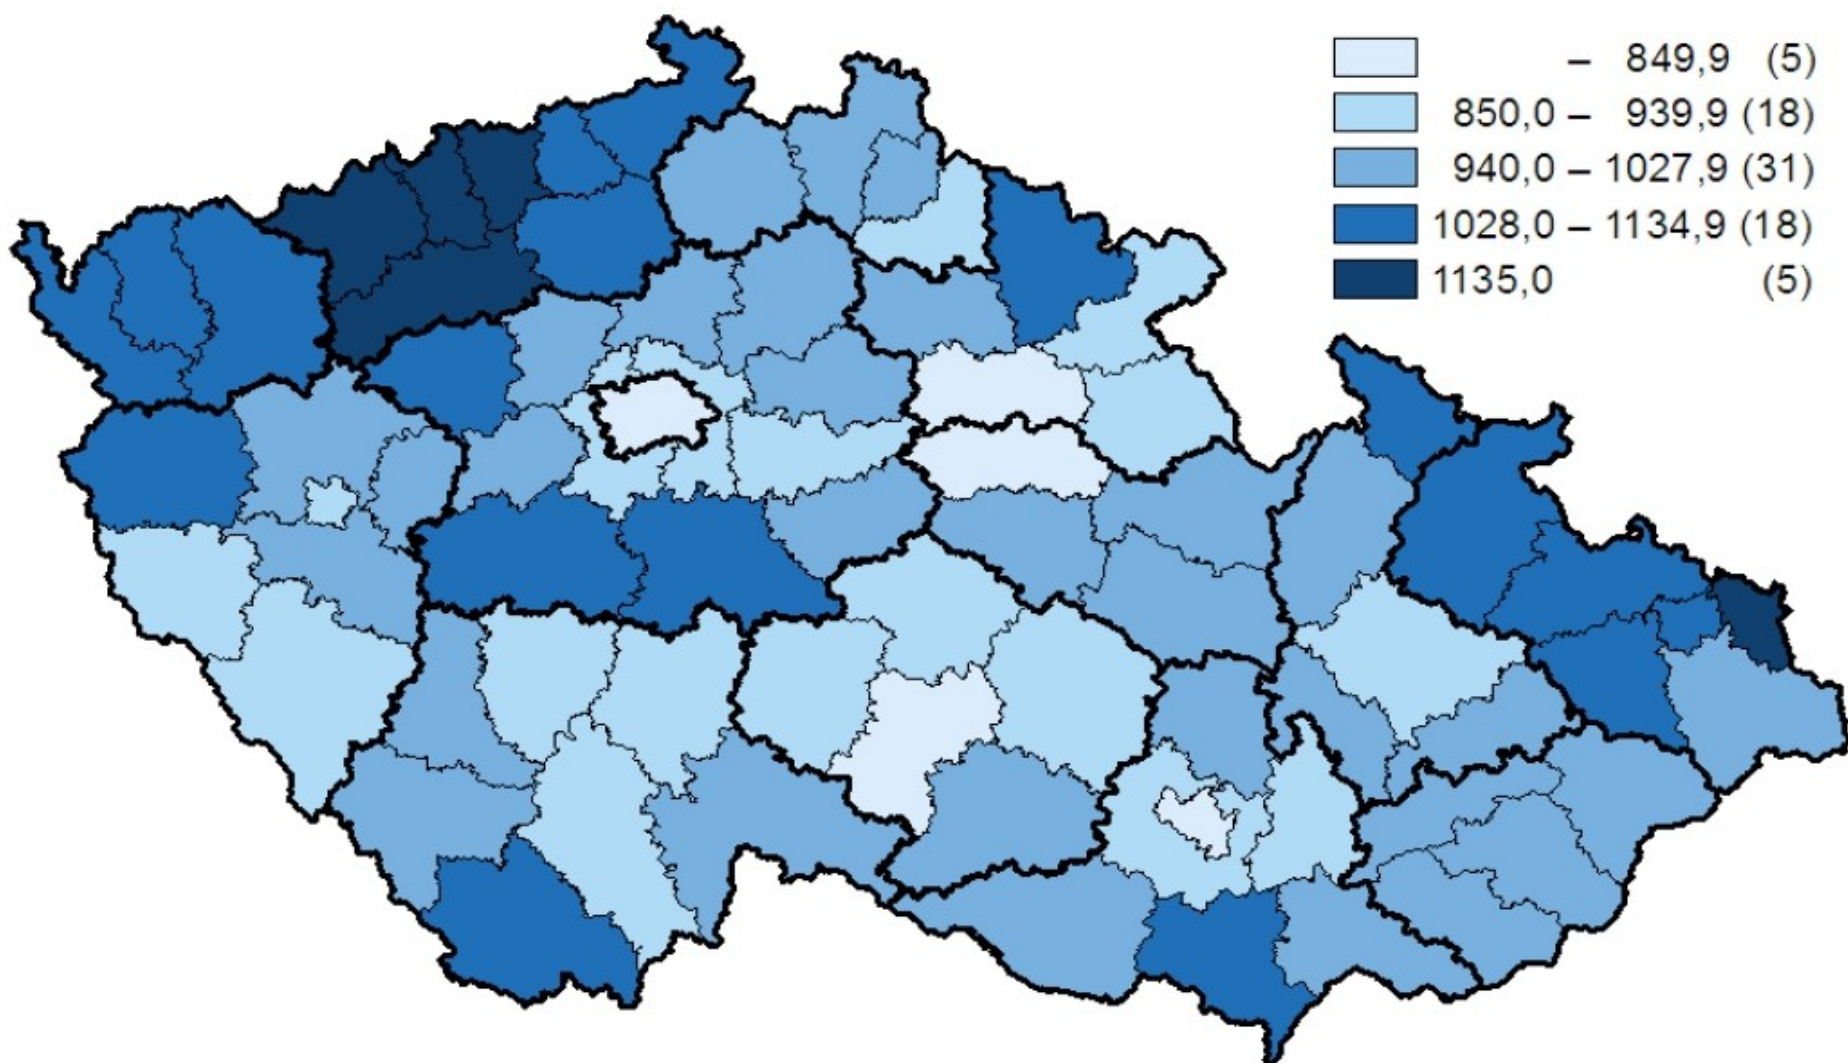 – 849,9 (5)
850,0 – 939,9 (18)
940,0 – 1027,9 (31)
1028,0 – 1134,9 (18)
1135,0 (5)